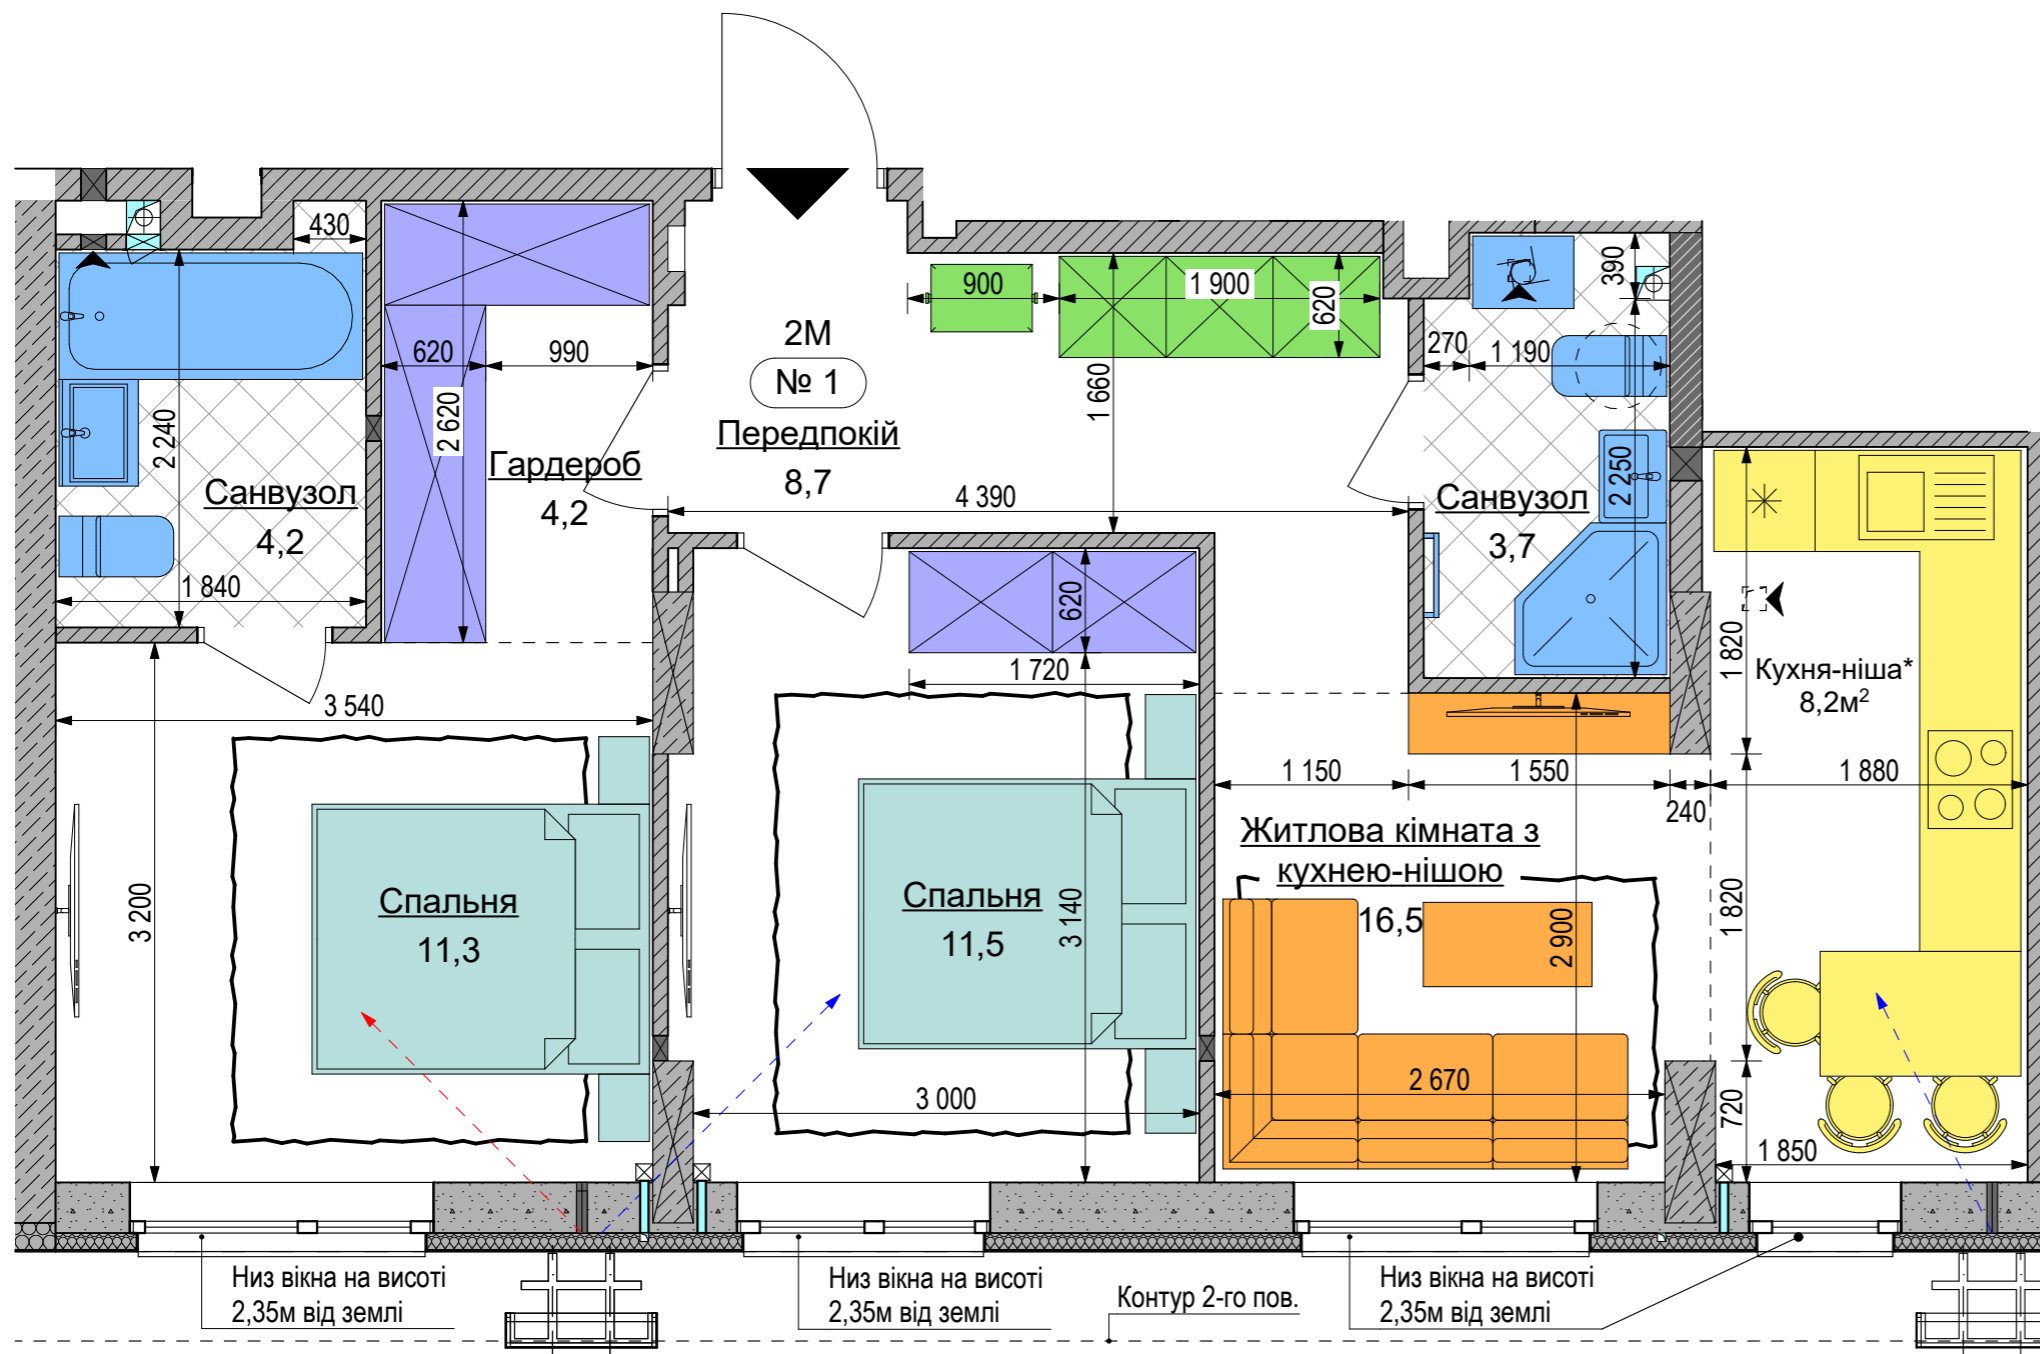 430
900
1 900
620
390
2М
№ 1
Передпокій
8,7
620
990
2 620
2 240
1 660
270
1 190
2 250
Гардероб
4,2
Санвузол
4,2
4 390
Санвузол
3,7
1 840
620
1 720
3 540
1 820
Кухня-ніша*
8,2м²
1 150
1 550
240
1 880
Житлова кімната з
кухнею-нішою
16,5
Спальня
11,3
Спальня
11,5
3 200
3 140
2 900
1 820
2 670
3 000
720
1 850
Низ вікна на висоті
2,35м від землі
Низ вікна на висоті
2,35м від землі
Контур 2-го пов.
Низ вікна на висоті
2,35м від землі